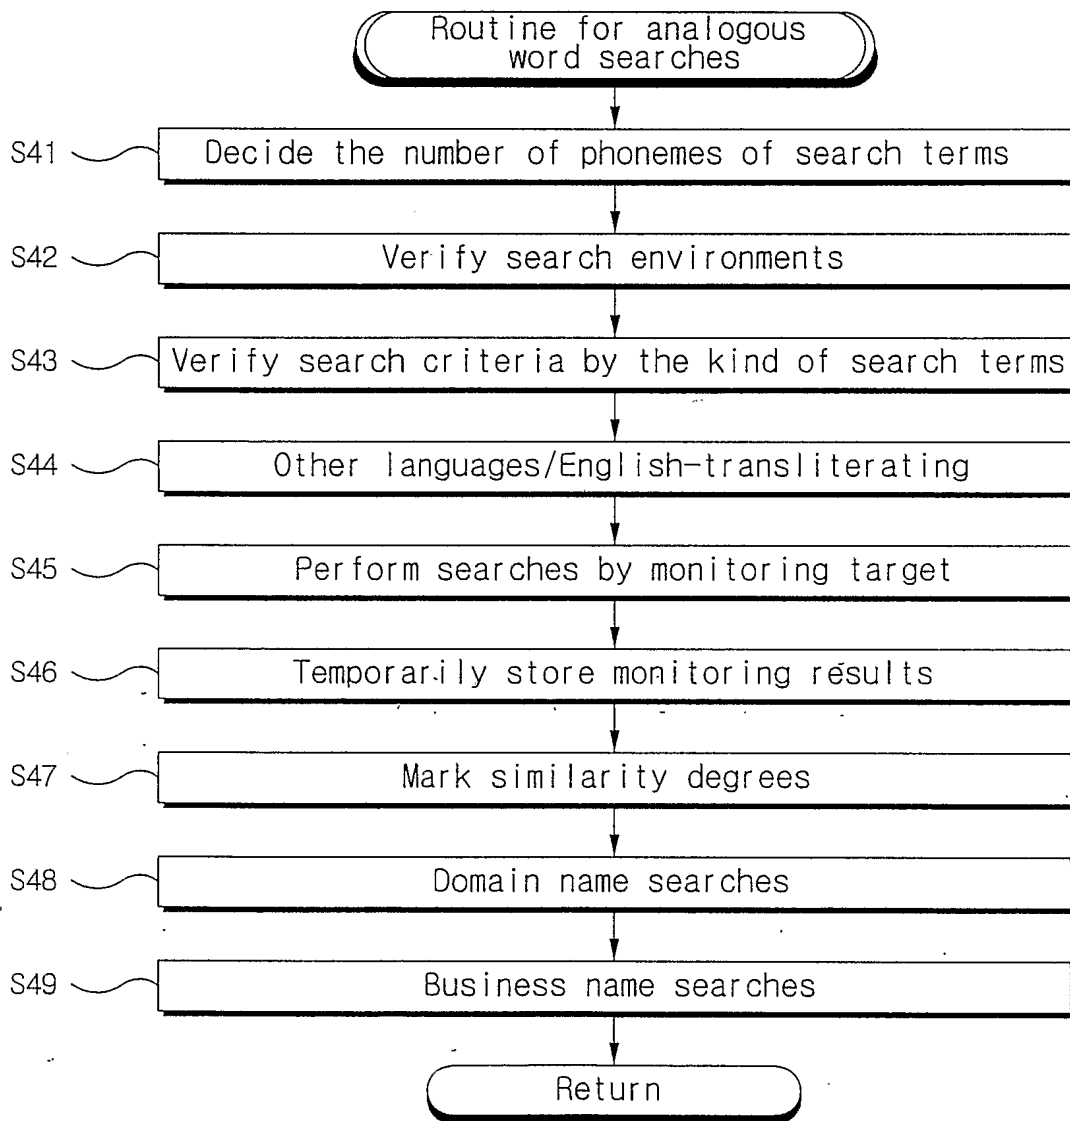 Routine for analogous
word searches
S41 Decide the number of phonemes of search terms
S42 Verify search environments
S43 Verify search criteria by the kind of search terms
S44 Other languages/English-transliterating
S45 Perform searches by monitoring target
S46 Temporarily store monitoring results
S47 Mark similarity degrees
S48 Domain name searches
S49 Business name searches
Return